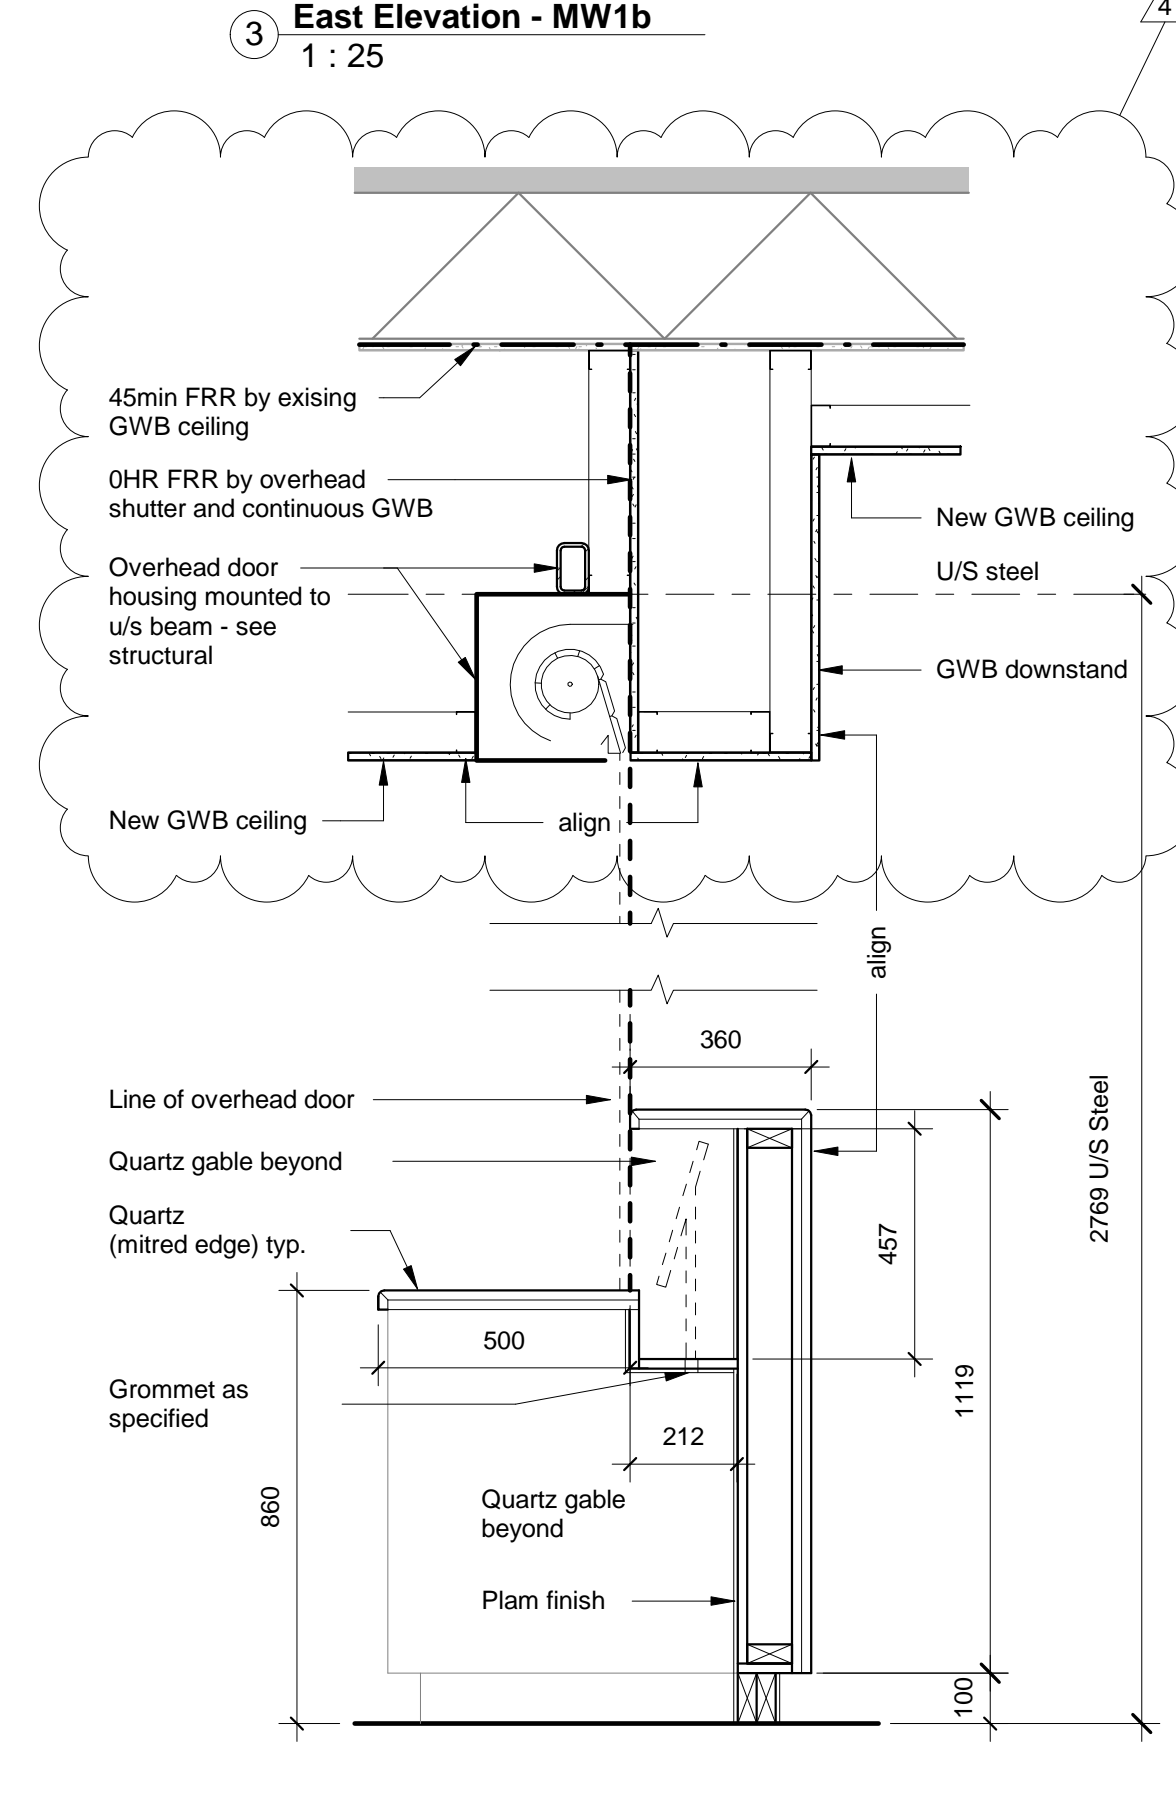 East Elevation - MW1b
3
1 : 25
4
45min FRR by exising
GWB ceiling
0HR FRR by overhead
shutter and continuous GWB
New GWB ceiling
Overhead door
housing mounted to
u/s beam - see
structural
U/S steel
GWB downstand
New GWB ceiling
align
align
360
Line of overhead door
Quartz gable beyond
Quartz
(mitred edge) typ.
2769 U/S Steel
457
500
Grommet as
specified
1119
212
860
Quartz gable
beyond
Plam finish
100